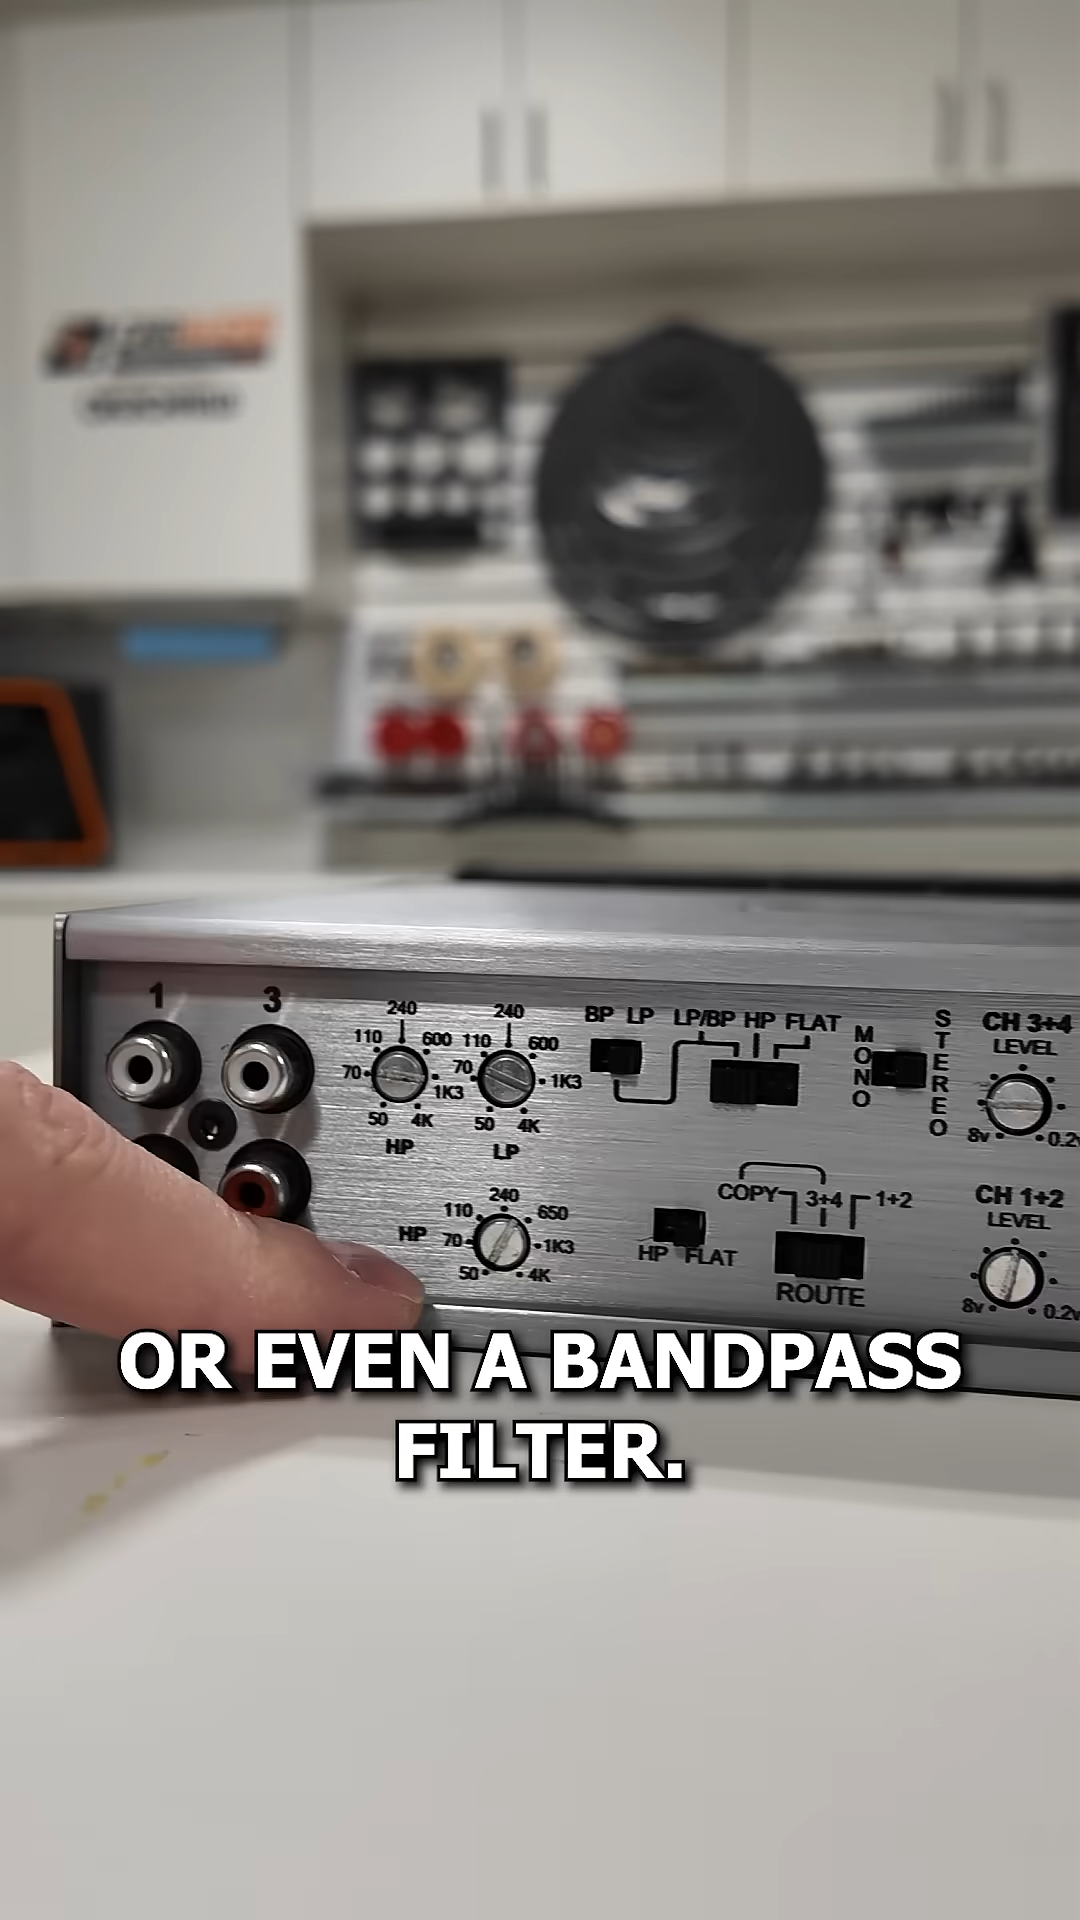 1
3
240
110
600
70
1K3
50
4K
HP
240
110
600
70
1K3
50
4K
LP
BP LP
LP/BP HP FLAT
MONO
STEREO
CH 3+4
LEVEL
8v
0.2v
240
110
650
HP
70
1K3
50
4K
HP FLAT
COPY
3+4
1+2
ROUTE
CH 1+2
LEVEL
8v
0.2v
OR EVEN A BANDPASS
FILTER.